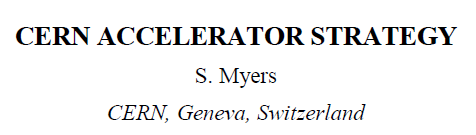 CERN ACCELERATOR STRATEGY
S. Myers
CERN, Geneva, Switzerland